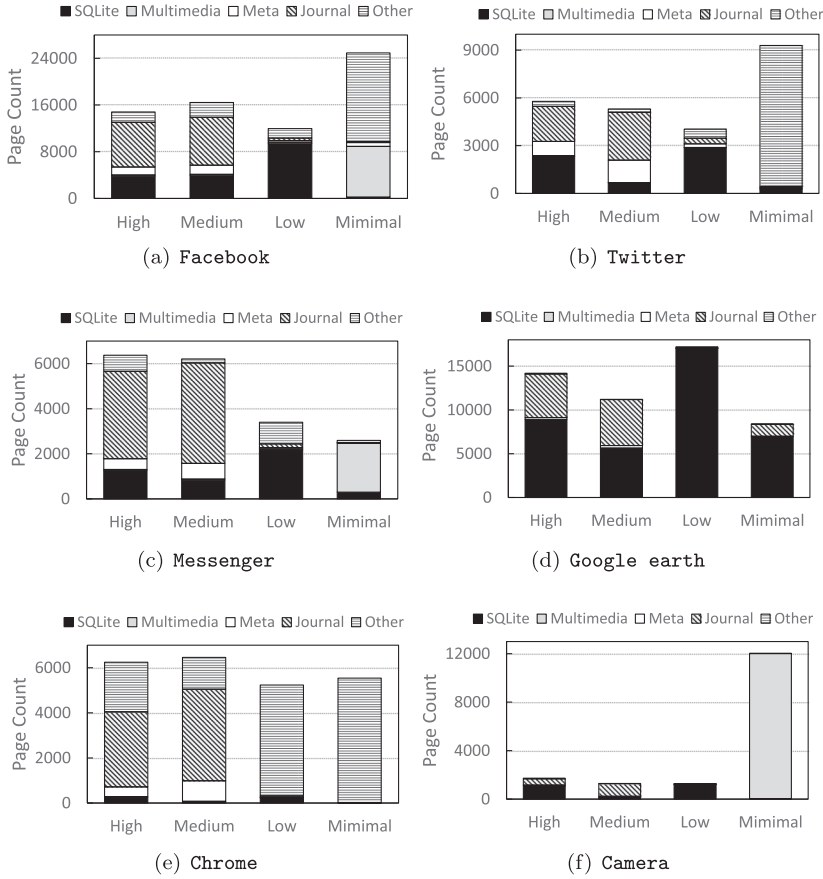 SQLite Multimedia Meta Journal Other
Page Count
24000
16000
8000
0
High Medium Low Mimimal
(a) Facebook
SQLite Multimedia Meta Journal Other
Page Count
9000
6000
3000
0
High Medium Low Mimimal
(b) Twitter
SQLite Multimedia Meta Journal Other
Page Count
6000
4000
2000
0
High Medium Low Mimimal
(c) Messenger
SQLite Multimedia Meta Journal Other
Page Count
15000
10000
5000
0
High Medium Low Mimimal
(d) Google earth
SQLite Multimedia Meta Journal Other
Page Count
6000
4000
2000
0
High Medium Low Mimimal
(e) Chrome
SQLite Multimedia Meta Journal Other
Page Count
12000
8000
4000
0
High Medium Low Mimimal
(f) Camera